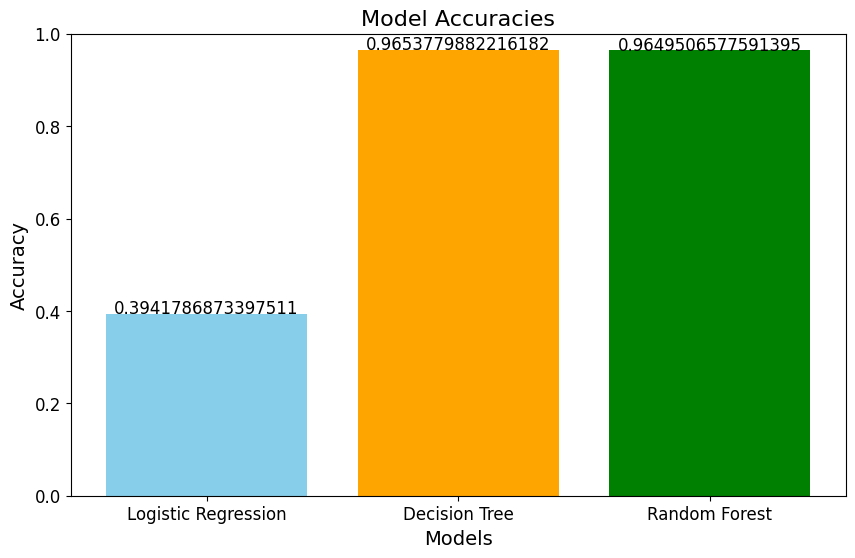 Model Accuracies
1.0
0.8
0.6
0.4
0.2
0.0
Accuracy
0.3941786873397511
0.9653779882216182
0.9649506577591395
Logistic Regression
Decision Tree
Random Forest
Models